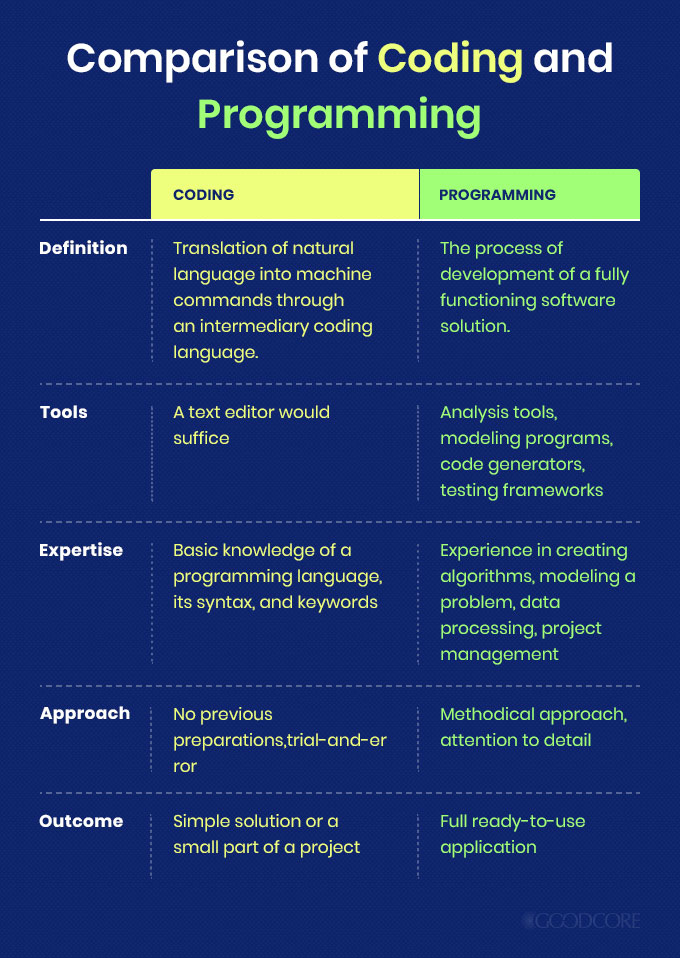 Comparison of Coding and
Programming
CODING
PROGRAMMING
Definition
Translation of natural
language into machine
commands through
an intermediary coding
language.
The process of
development of a fully
functioning software
solution.
Tools
A text editor would
suffice
Analysis tools,
modeling programs,
code generators,
testing frameworks
Expertise
Basic knowledge of a
programming language,
its syntax, and keywords
Experience in creating
algorithms, modeling a
problem, data
processing, project
management
Approach
No previous
preparations,trial-and-er
ror
Methodical approach,
attention to detail
Outcome
Simple solution or a
small part of a project
Full ready-to-use
application
GOODCORE